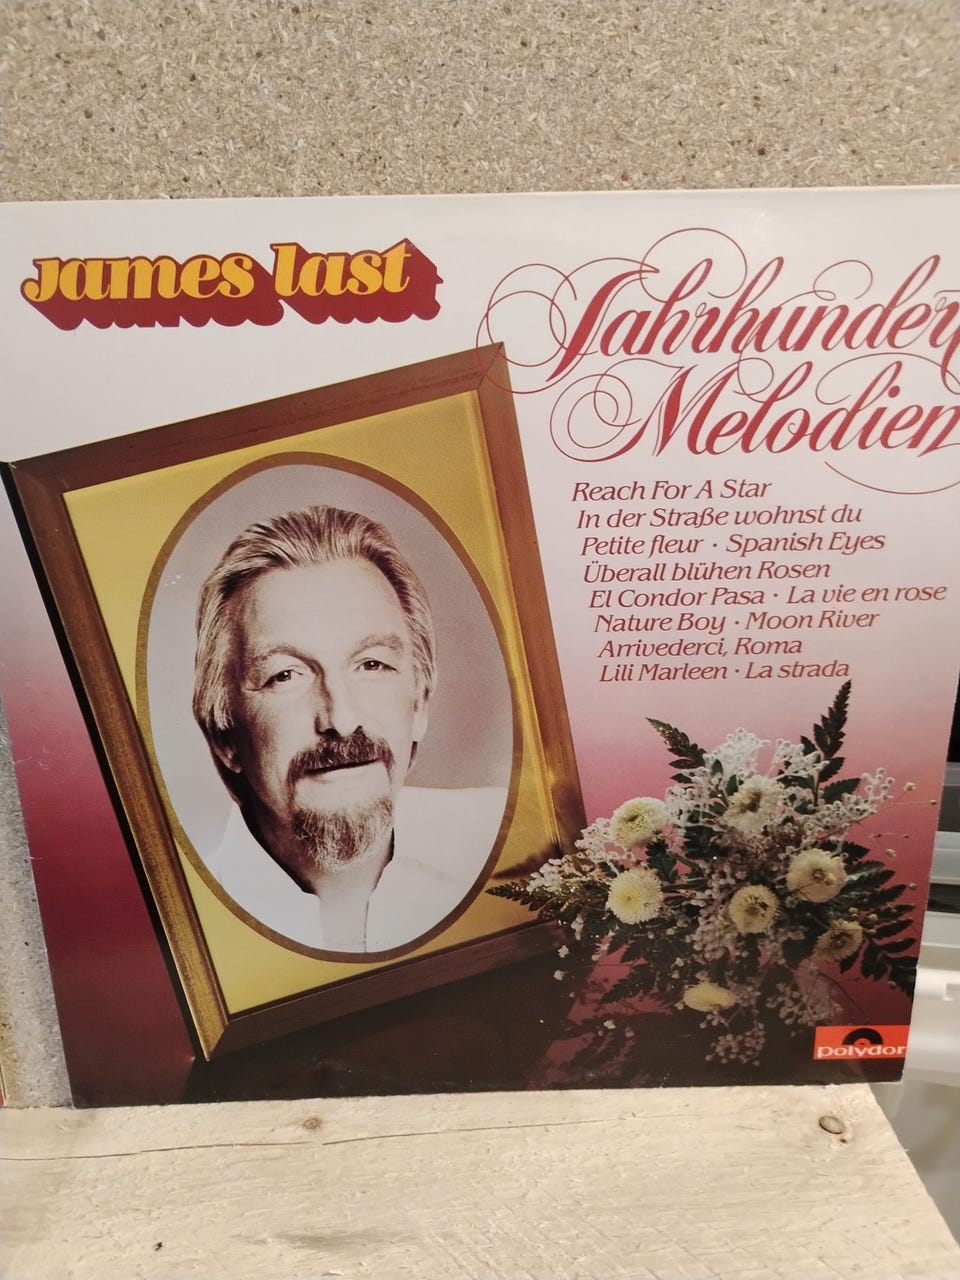 james last
Jahrhunder
Melodien
Reach For A Star
In der Straße wohnst du
Petite fleur · Spanish Eyes
Überall blühen Rosen
El Condor Pasa · La vie en rose
Nature Boy · Moon River
Arrivederci, Roma
Lili Marleen · La strada
polydor